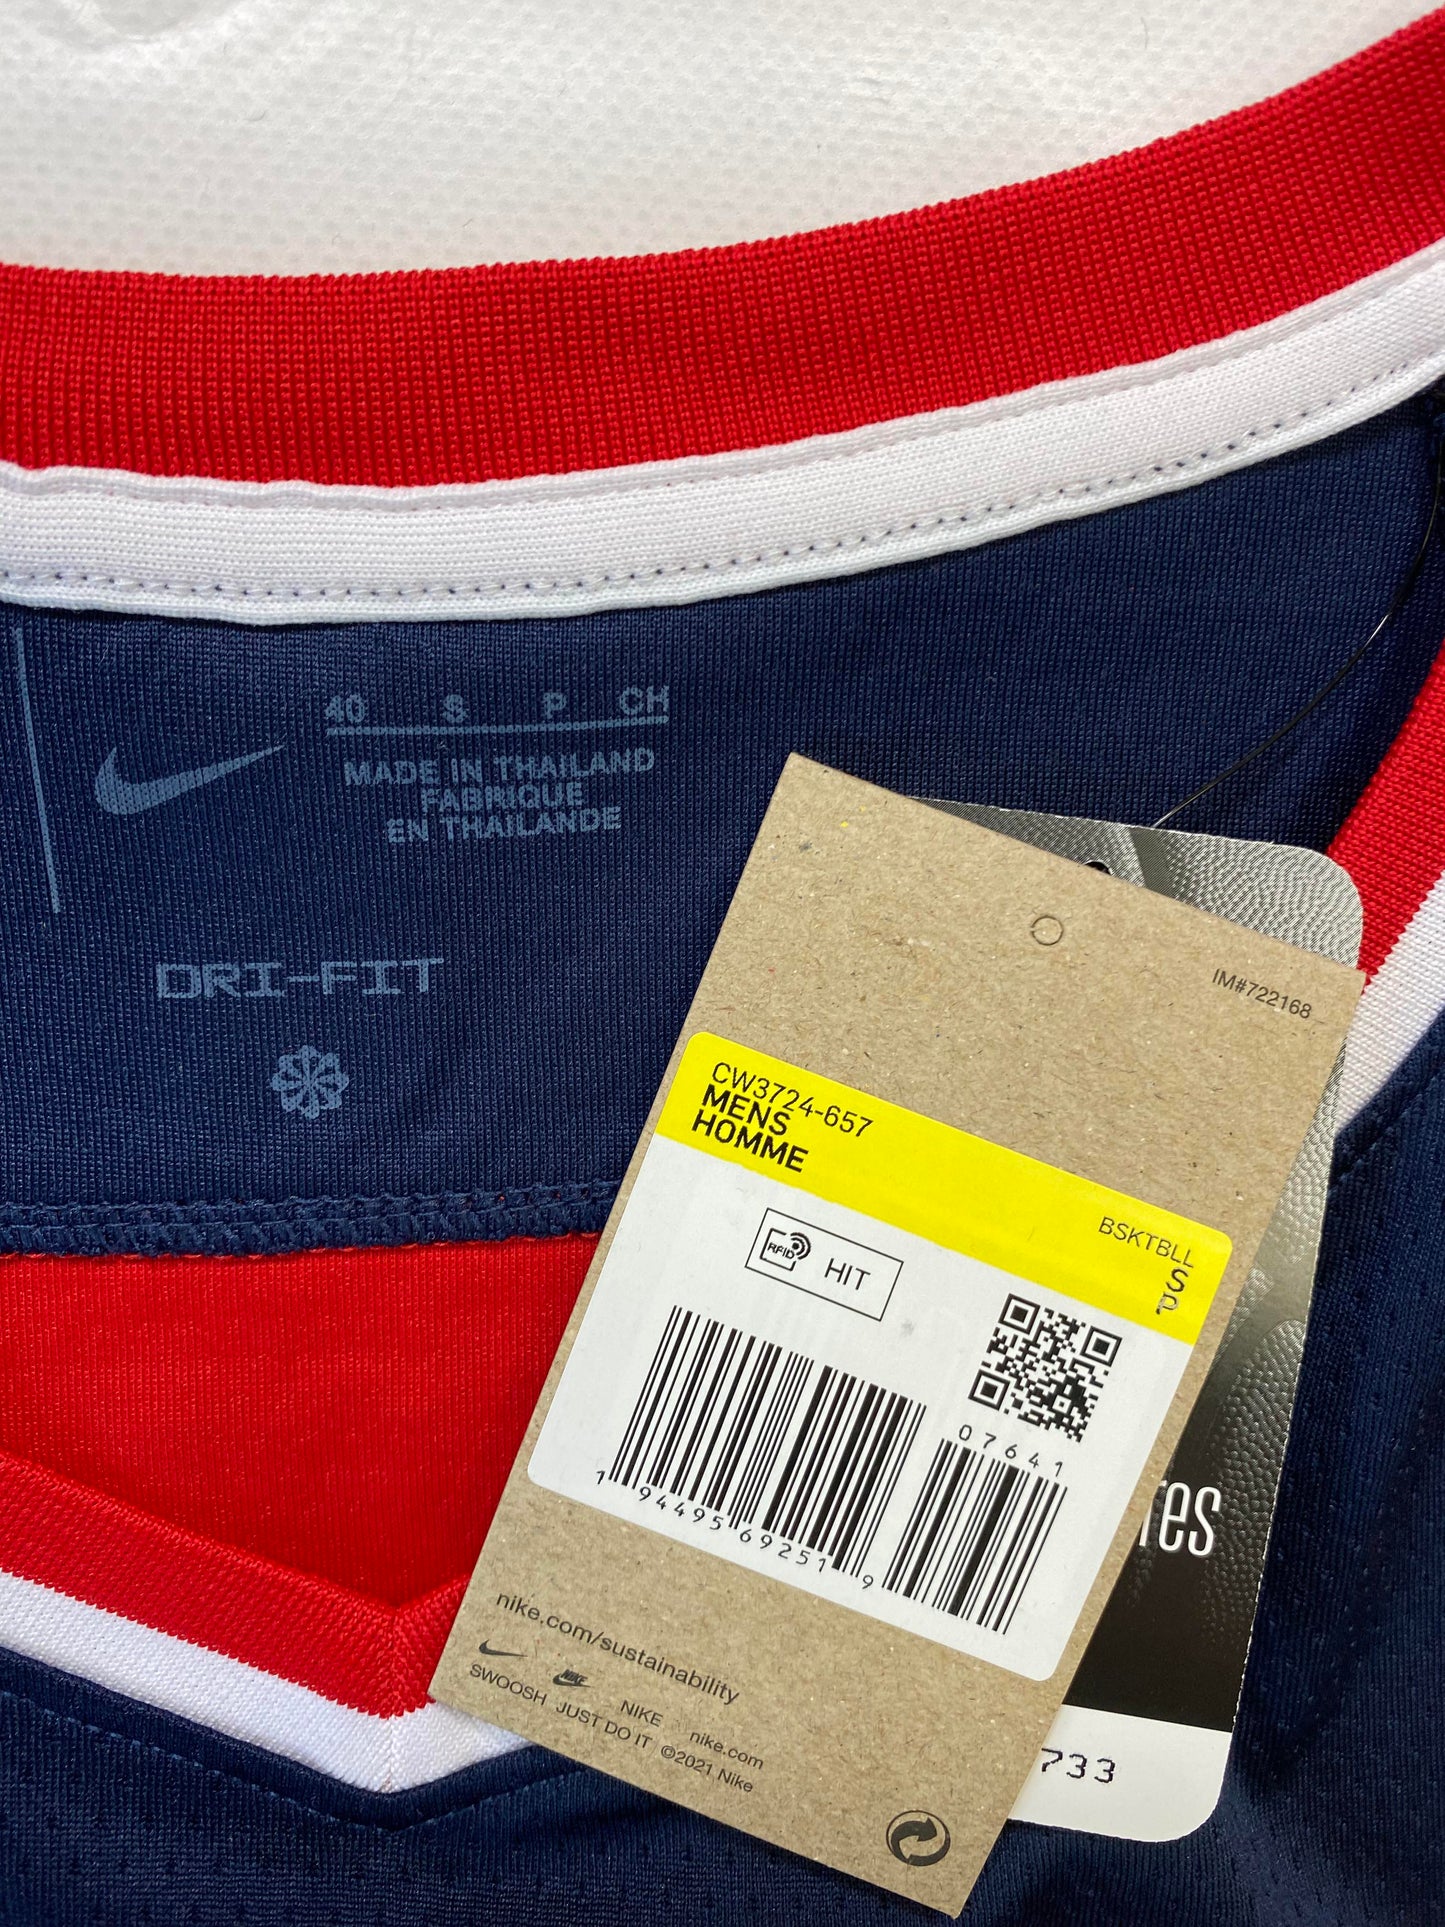 40 S P CH
MADE IN THAILAND
FABRIQUE
EN THAILANDE
DRI-FIT
IM#722168
CW3724-657
MENS
HOMME
BSKTBLL
S
P
RFID HIT
07641
1 94495 69251 9
nike.com/sustainability
SWOOSH
NIKE
JUST DO IT
NIKE
nike.com
©2021 Nike
733